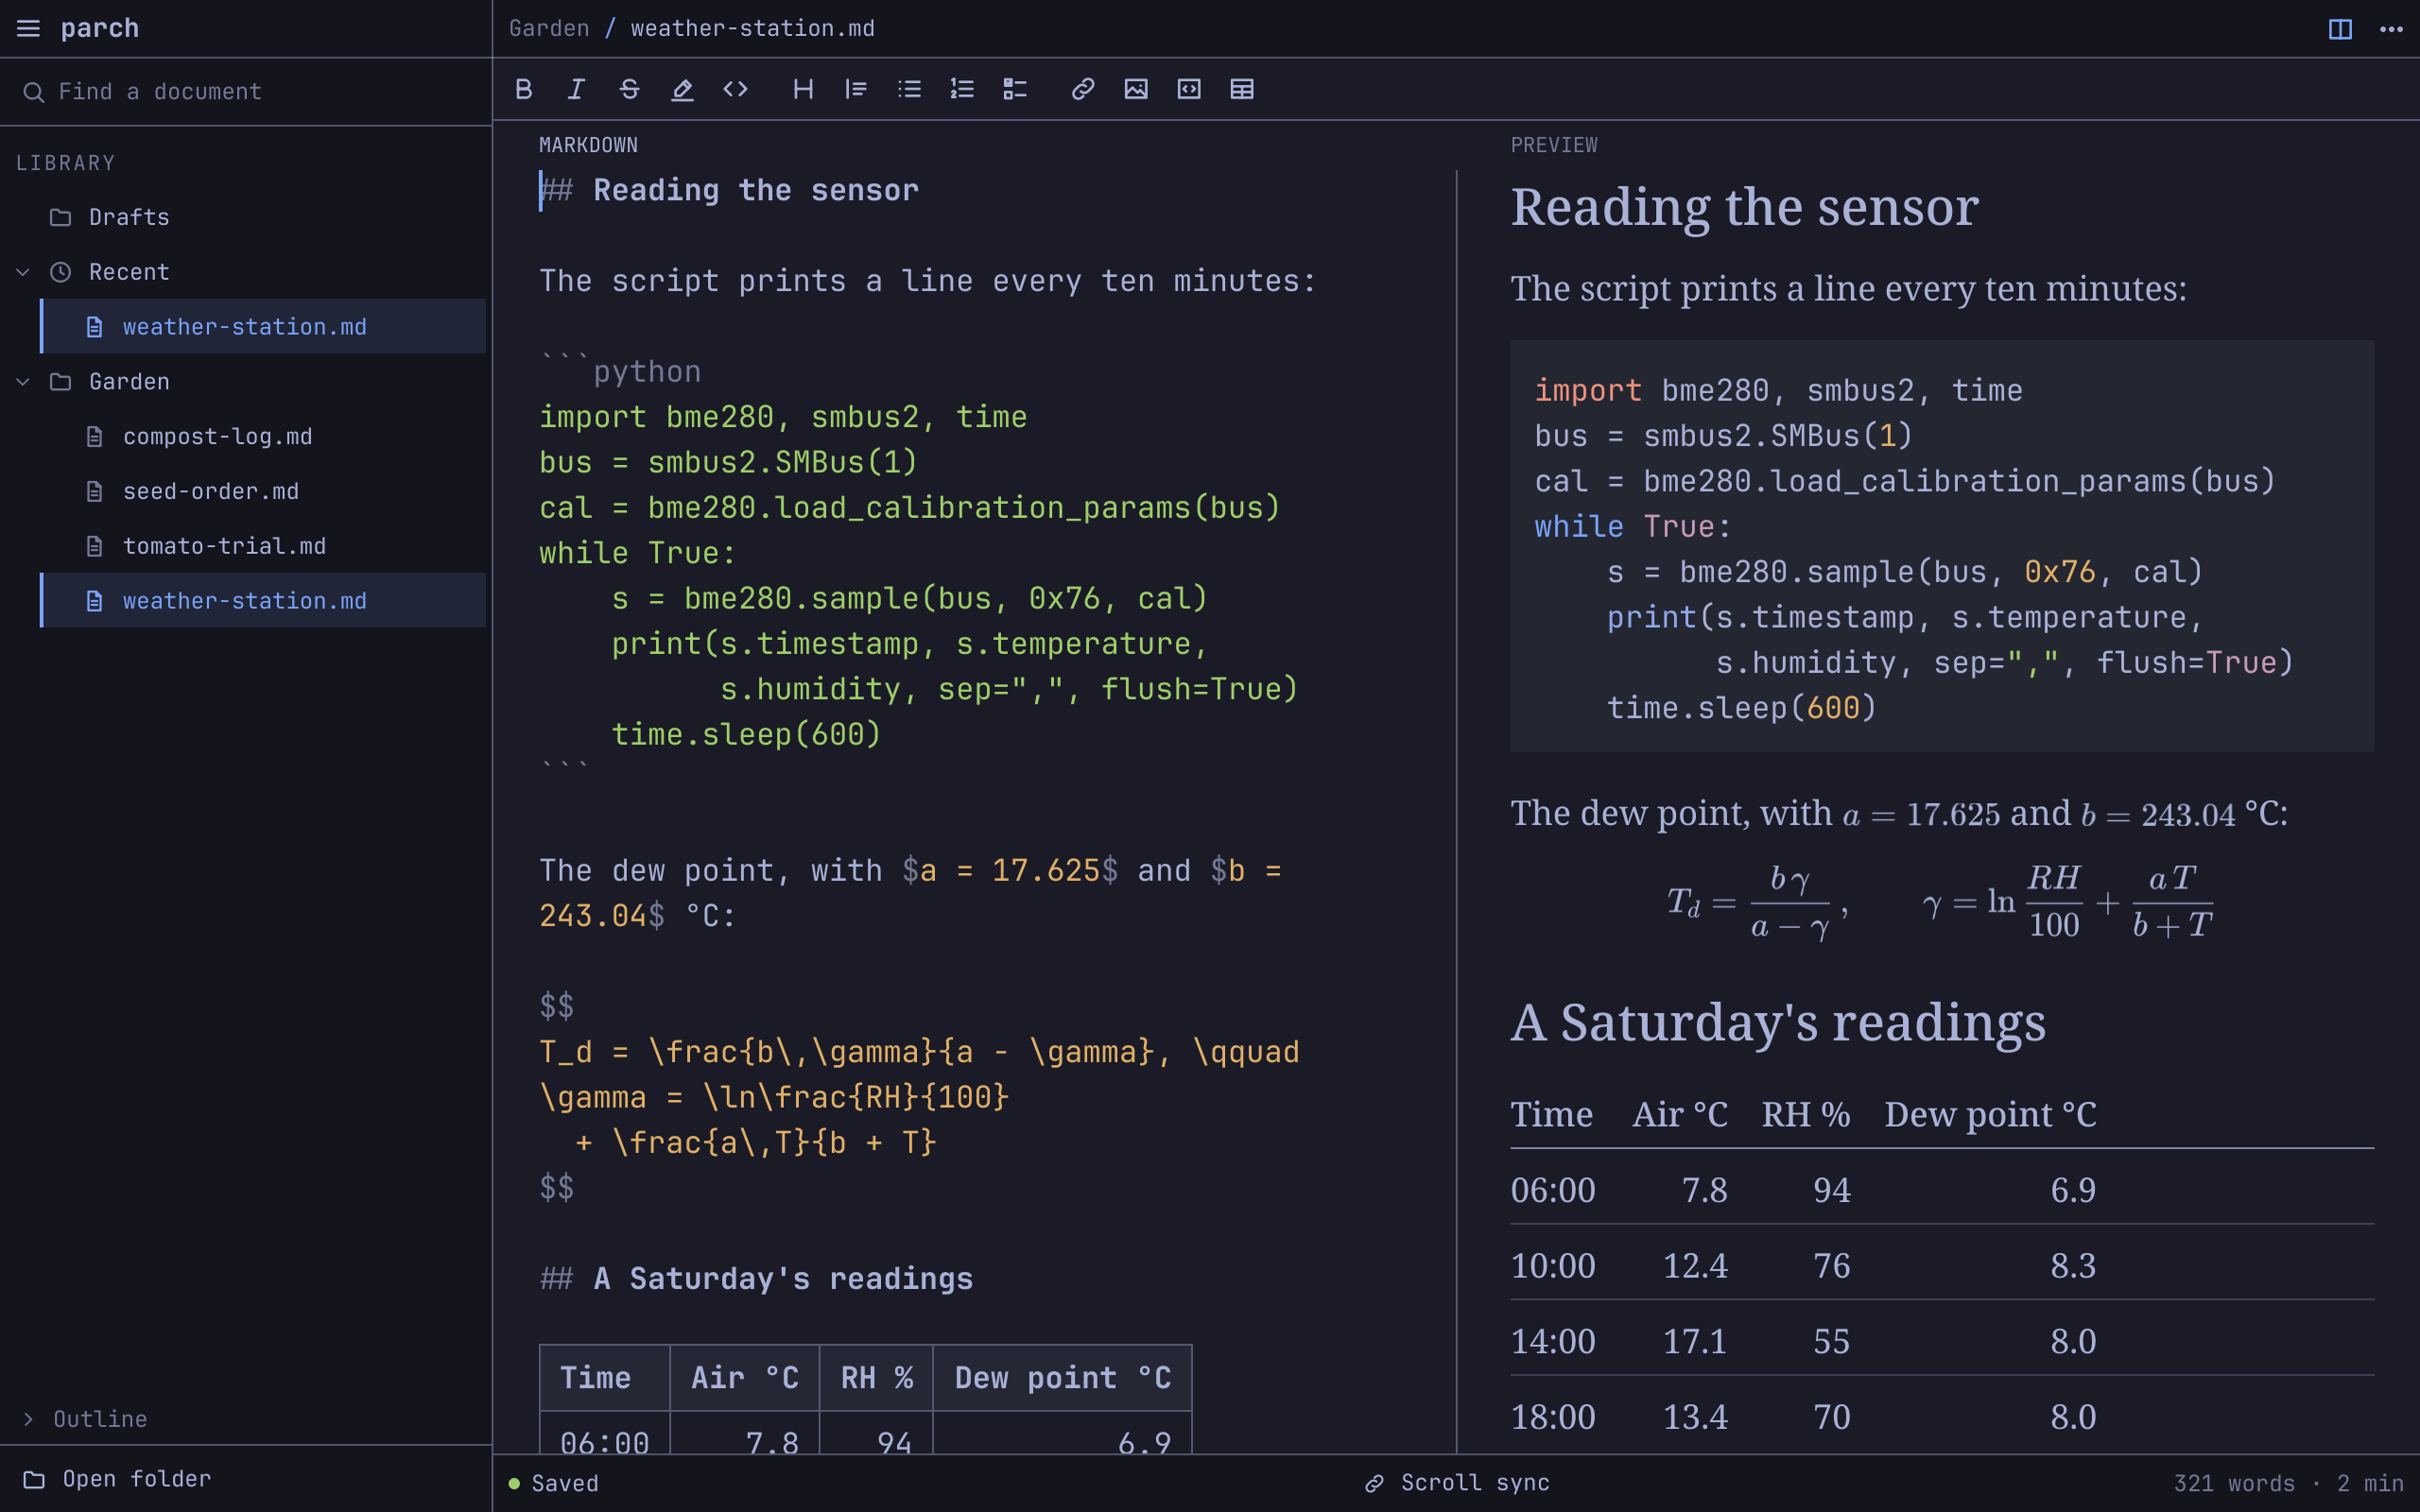 parch
Find a document
LIBRARY
Drafts
Recent
weather-station.md
Garden
compost-log.md
seed-order.md
tomato-trial.md
weather-station.md
Outline
Open folder
Garden / weather-station.md
MARKDOWN
## Reading the sensor
The script prints a line every ten minutes:
```python
import bme280, smbus2, time
bus = smbus2.SMBus(1)
cal = bme280.load_calibration_params(bus)
while True:
    s = bme280.sample(bus, 0x76, cal)
    print(s.timestamp, s.temperature,
          s.humidity, sep=",", flush=True)
    time.sleep(600)
```
The dew point, with $a = 17.625$ and $b =
243.04$ °C:
$$
T_d = \frac{b\,\gamma}{a - \gamma}, \qquad
\gamma = \ln\frac{RH}{100}
  + \frac{a\,T}{b + T}
$$
## A Saturday's readings
Time Air °C RH % Dew point °C
06:00 7.8 94 6.9
PREVIEW
Reading the sensor
The script prints a line every ten minutes:
import bme280, smbus2, time
bus = smbus2.SMBus(1)
cal = bme280.load_calibration_params(bus)
while True:
    s = bme280.sample(bus, 0x76, cal)
    print(s.timestamp, s.temperature,
          s.humidity, sep=",", flush=True)
    time.sleep(600)
The dew point, with a = 17.625 and b = 243.04 °C:
T_d = bγ / (a − γ) , γ = ln RH/100 + aT / (b + T)
A Saturday's readings
Time Air °C RH % Dew point °C
06:00 7.8 94 6.9
10:00 12.4 76 8.3
14:00 17.1 55 8.0
18:00 13.4 70 8.0
Saved
Scroll sync
321 words · 2 min